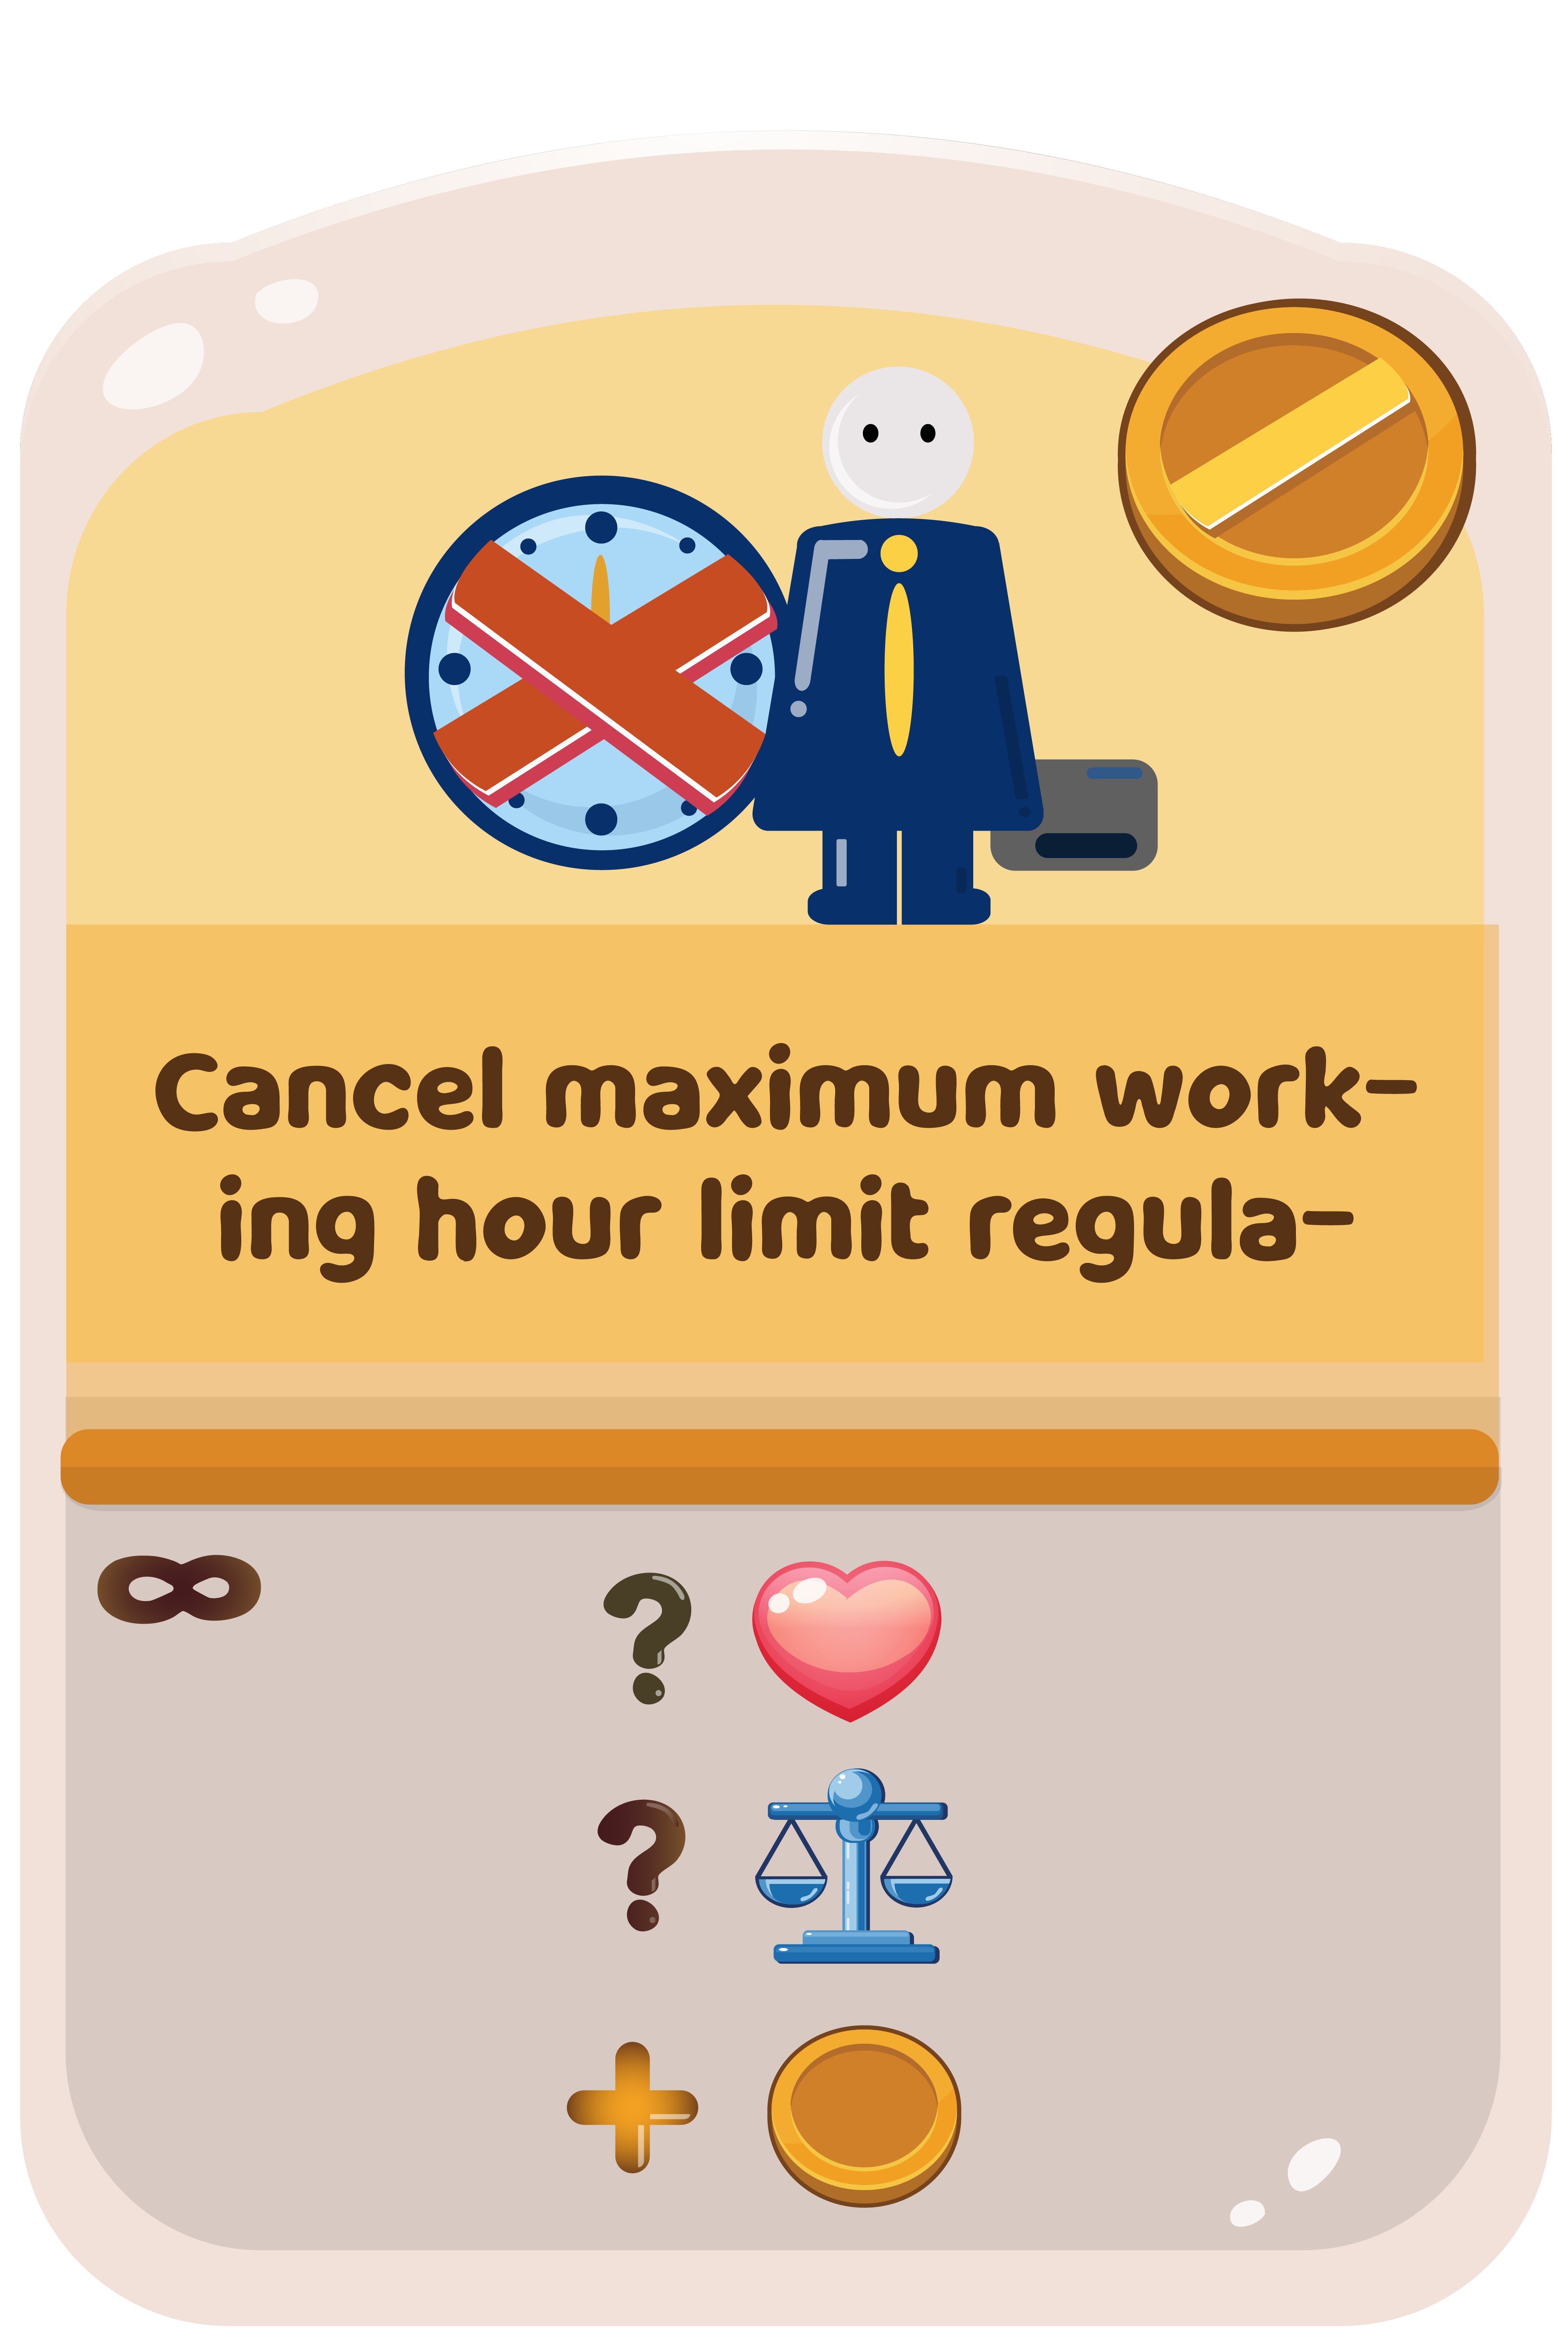 Cancel maximum work-
ing hour limit regula-
?
?
+